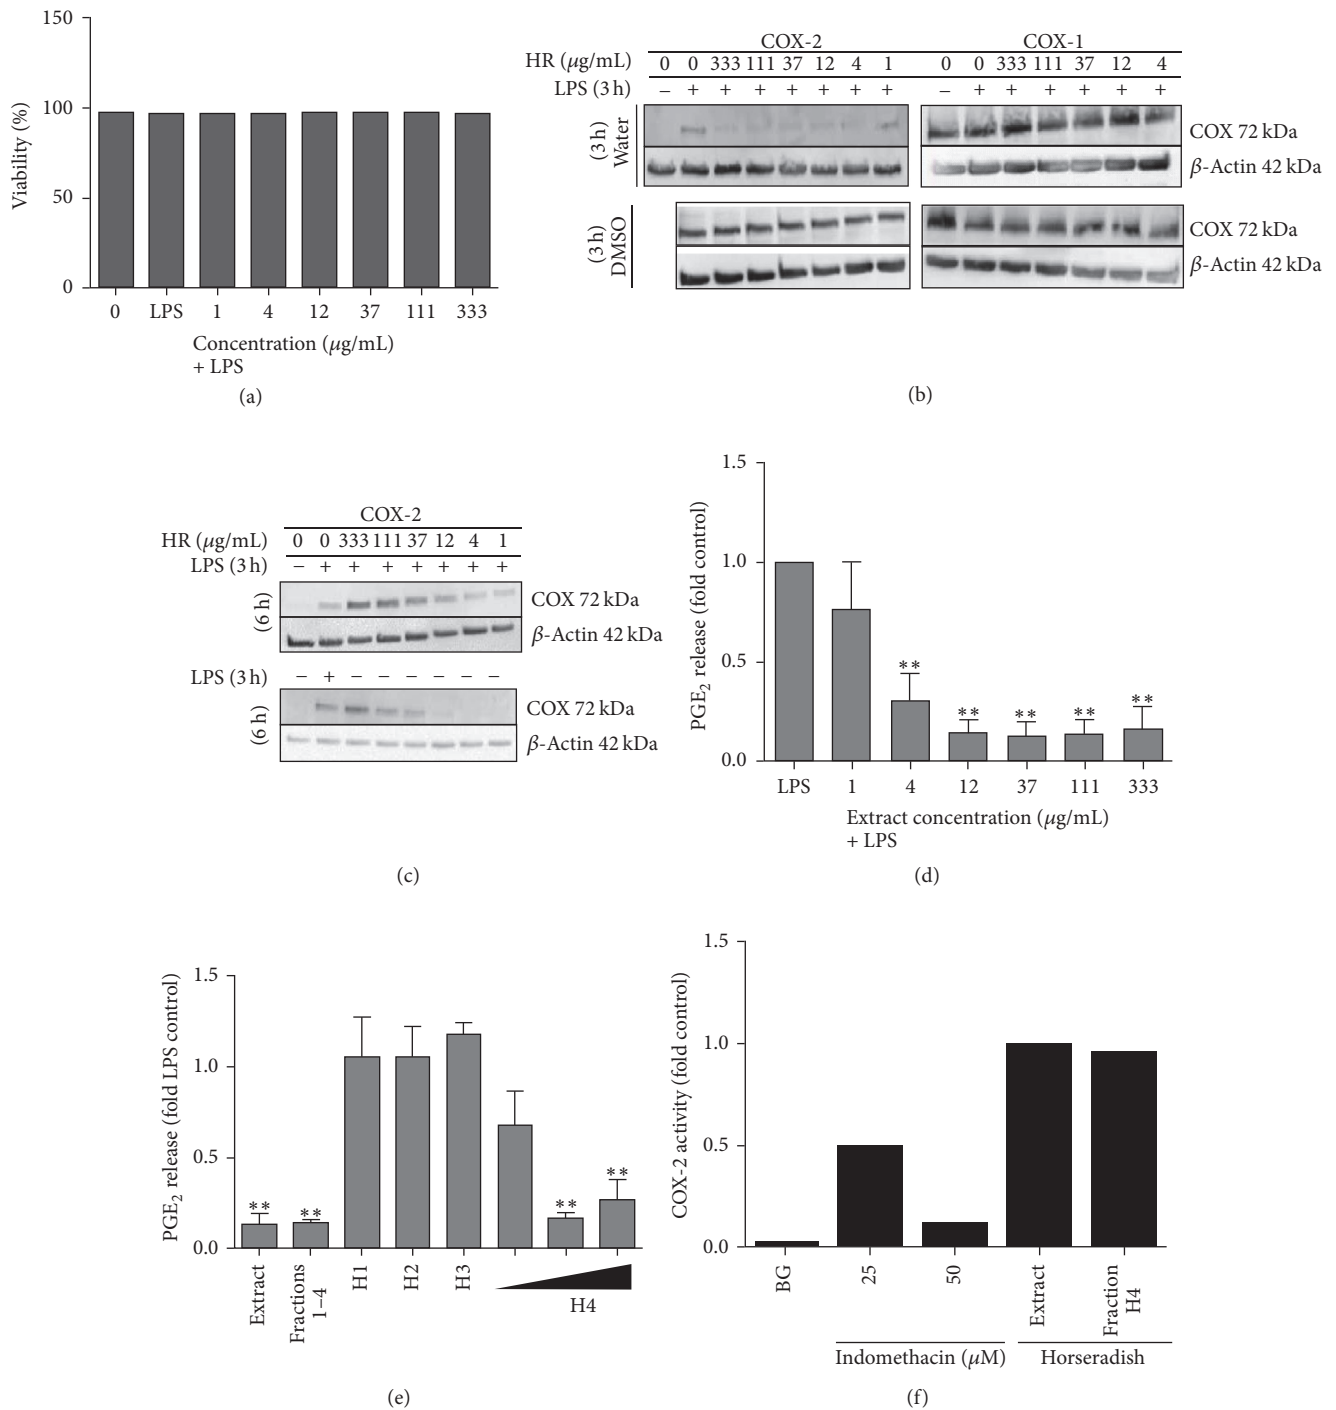 150
100
50
0
Viability (%)
0 LPS 1 4 12 37 111 333
Concentration (μg/mL)
+ LPS
(a)
COX-2 COX-1
HR (μg/mL) 0 0 333 111 37 12 4 1 0 0 333 111 37 12 4
LPS (3 h) − + + + + + + + − + + + + + +
(3 h)
Water
COX 72 kDa
β-Actin 42 kDa
(3 h)
DMSO
COX 72 kDa
β-Actin 42 kDa
(b)
COX-2
HR (μg/mL) 0 0 333 111 37 12 4 1
LPS (3 h) − + + + + + + +
(6 h)
COX 72 kDa
β-Actin 42 kDa
LPS (3 h) − + − − − − − −
(6 h)
COX 72 kDa
β-Actin 42 kDa
(c)
1.5
1.0
0.5
0.0
PGE2 release (fold control)
** ** ** ** **
LPS 1 4 12 37 111 333
Extract concentration (μg/mL)
+ LPS
(d)
1.5
1.0
0.5
0.0
PGE2 release (fold LPS control)
** ** ** **
Extract
Fractions
1–4
H1
H2
H3
H4
(e)
1.5
1.0
0.5
0.0
COX-2 activity (fold control)
BG
25
50
Extract
Fraction
H4
Indomethacin (μM) Horseradish
(f)